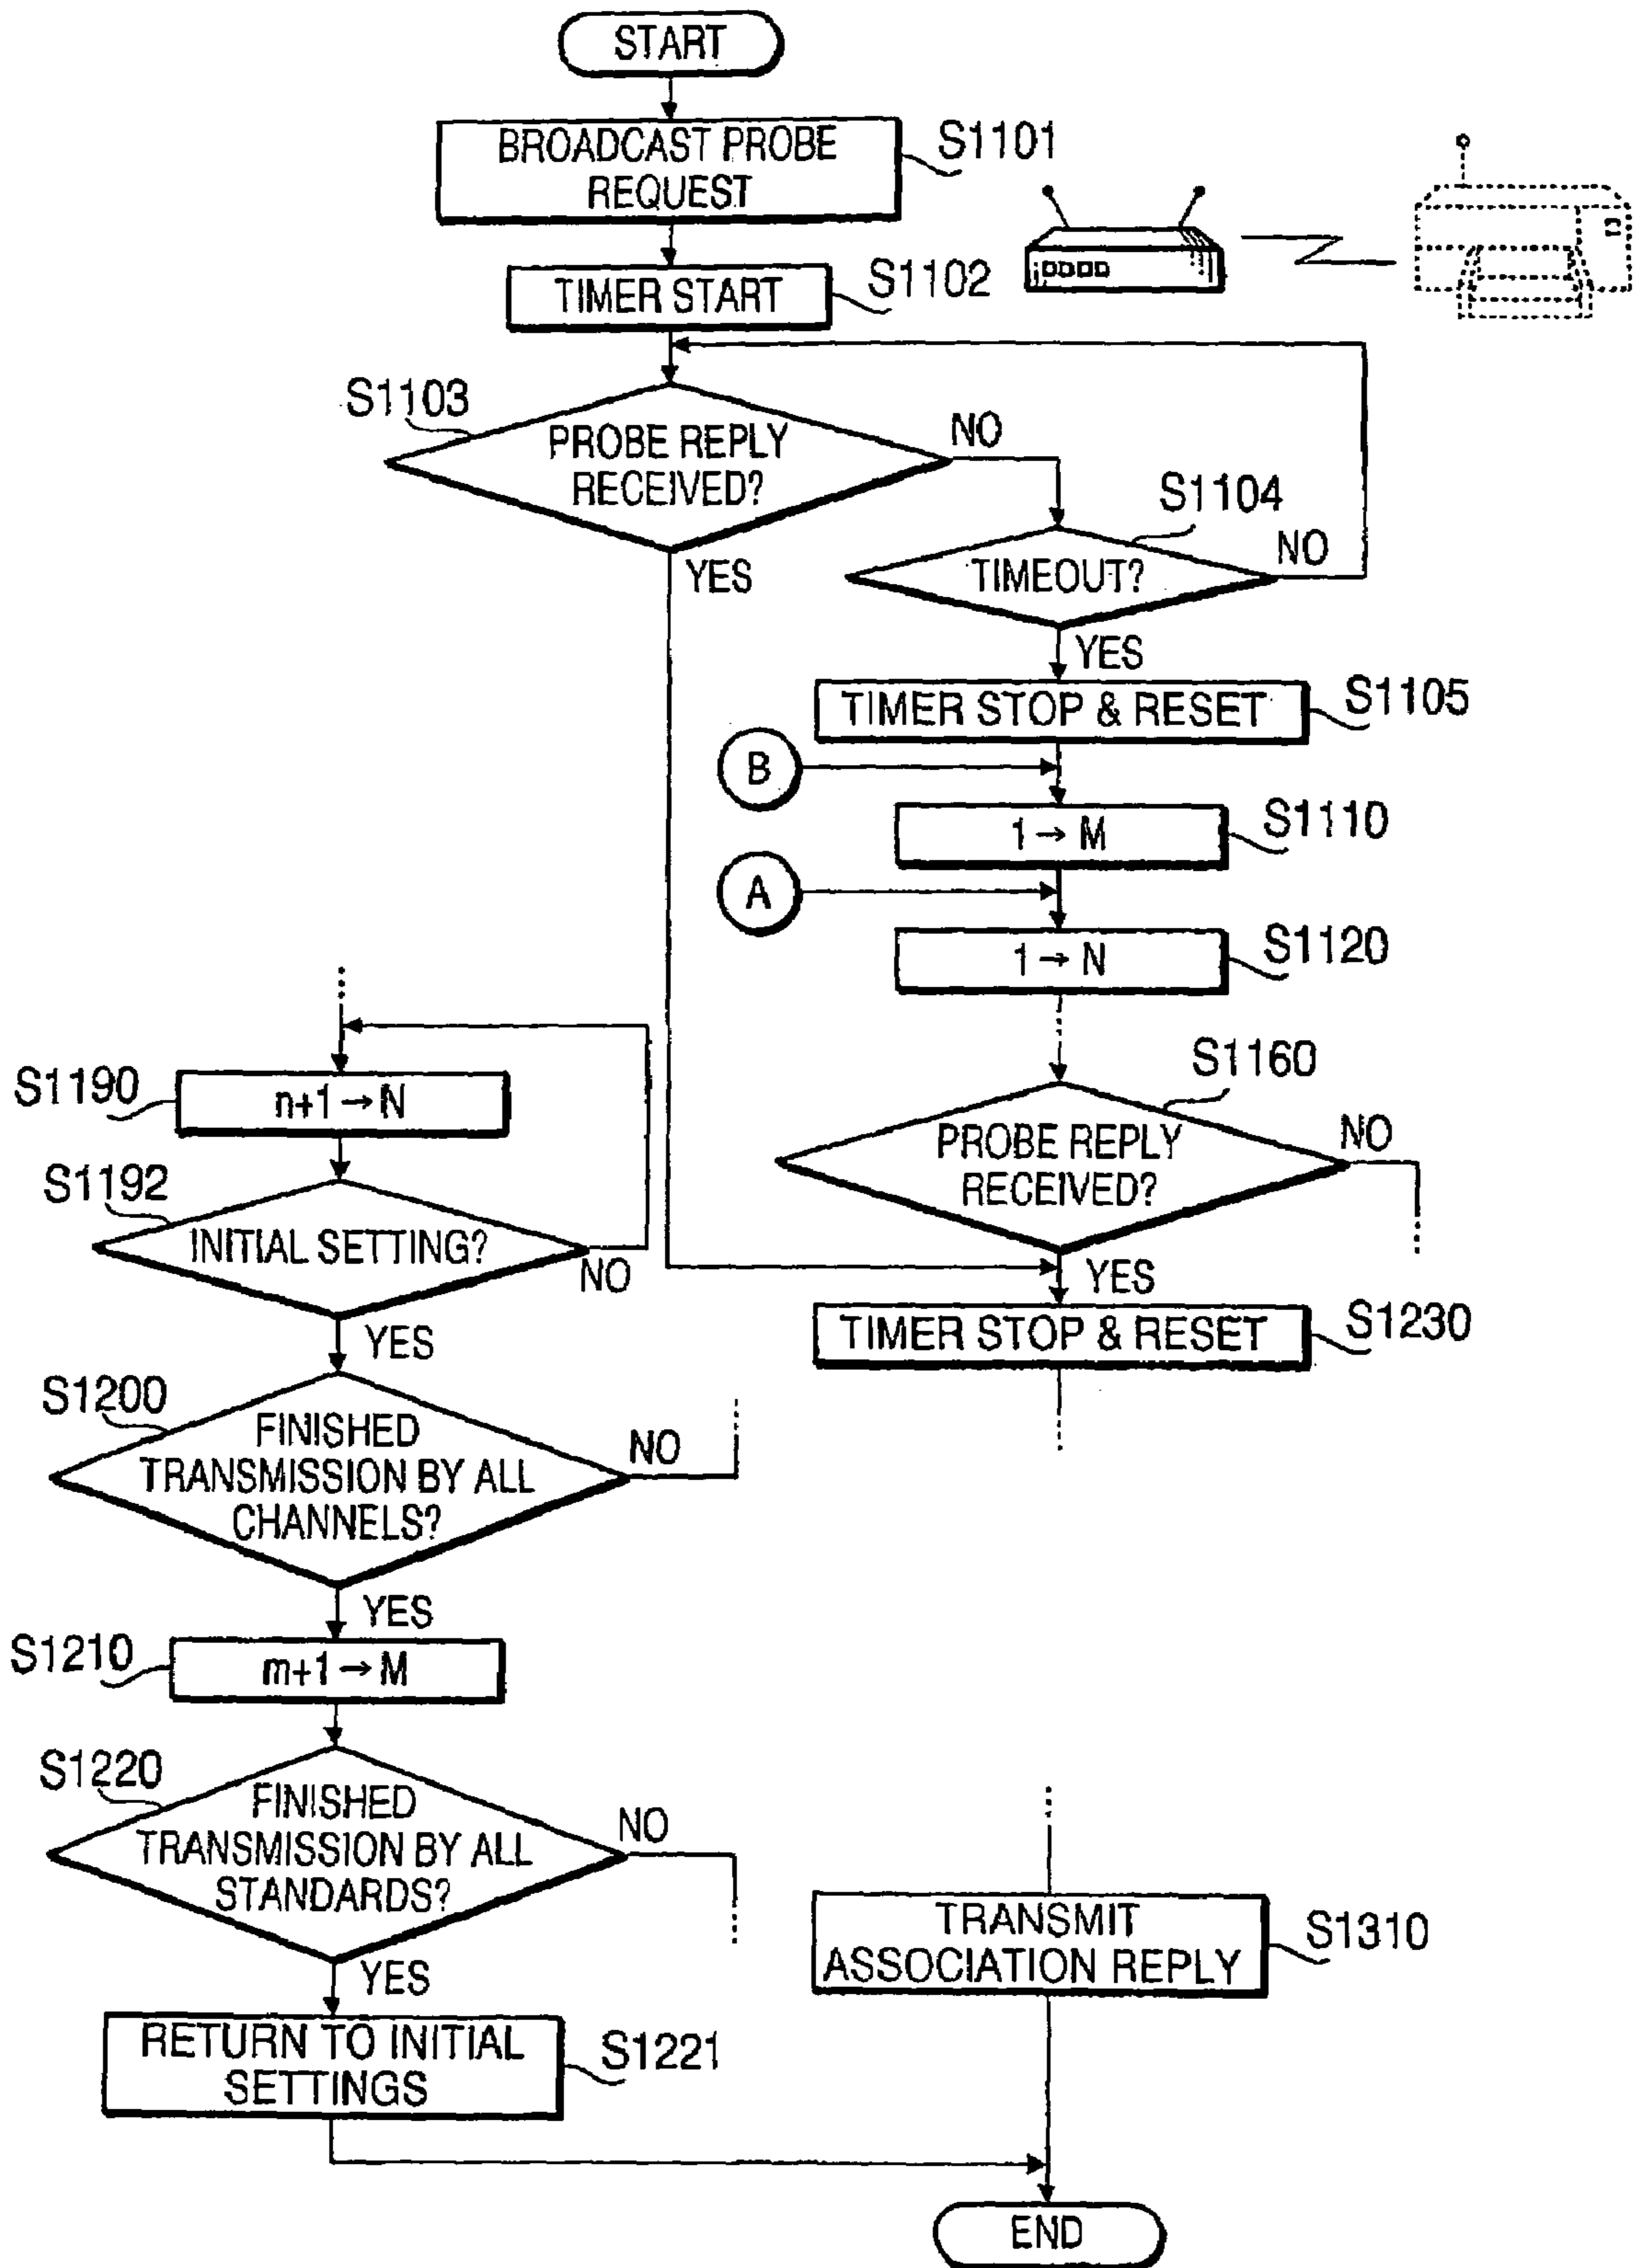 START
BROADCAST PROBE
REQUEST
S1101
TIMER START
S1102
S1103
PROBE REPLY
RECEIVED?
NO
YES
S1104
TIMEOUT?
NO
YES
TIMER STOP & RESET
S1105
B
1→M
S1110
A
1→N
S1120
S1160
PROBE REPLY
RECEIVED?
NO
YES
TIMER STOP & RESET
S1230
S1190
n+1→N
S1192
INITIAL SETTING?
NO
YES
S1200
FINISHED
TRANSMISSION BY ALL
CHANNELS?
NO
YES
S1210
m+1→M
S1220
FINISHED
TRANSMISSION BY ALL
STANDARDS?
NO
YES
RETURN TO INITIAL
SETTINGS
S1221
TRANSMIT
ASSOCIATION REPLY
S1310
END